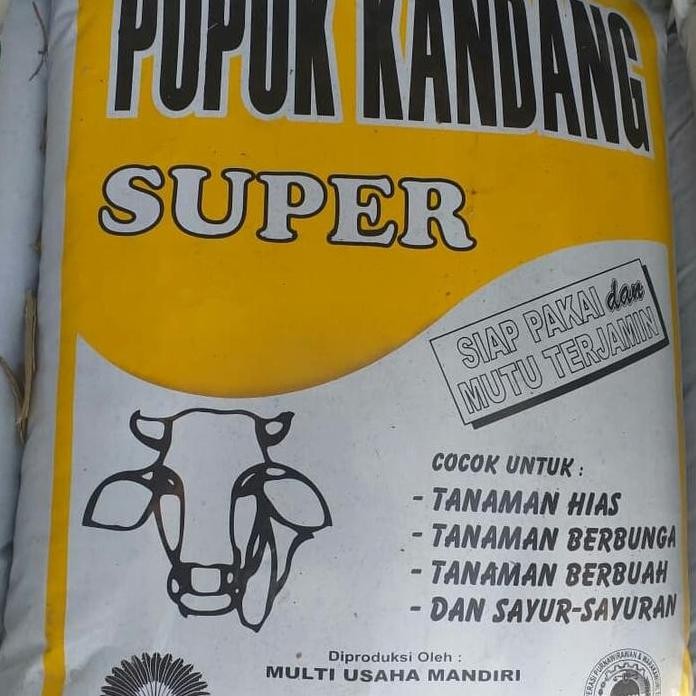 PUPUK KANDANG
SUPER
SIAP PAKAI dan
MUTU TERJAMIN
COCOK UNTUK :
- TANAMAN HIAS
- TANAMAN BERBUNGA
- TANAMAN BERBUAH
- DAN SAYUR-SAYURAN
Diproduksi Oleh :
MULTI USAHA MANDIRI
PURNAWIRAWAN &